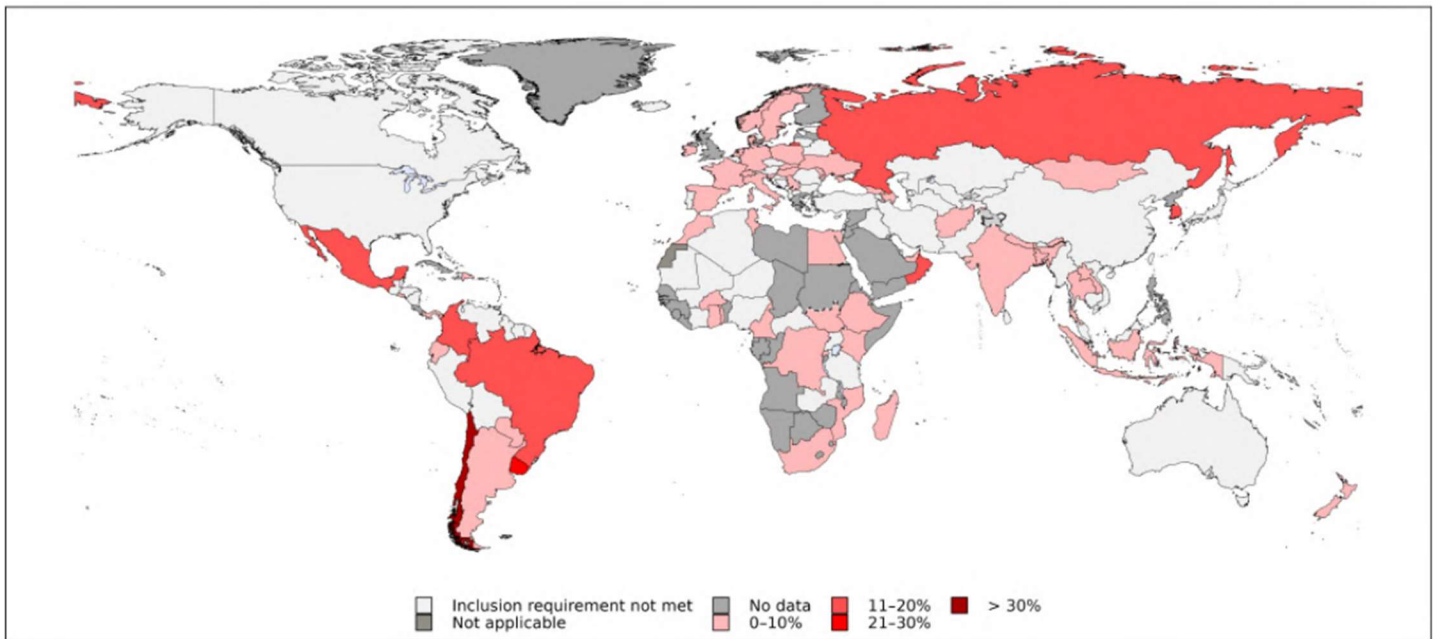 Inclusion requirement not met No data 11–20% > 30%
Not applicable 0–10% 21–30%